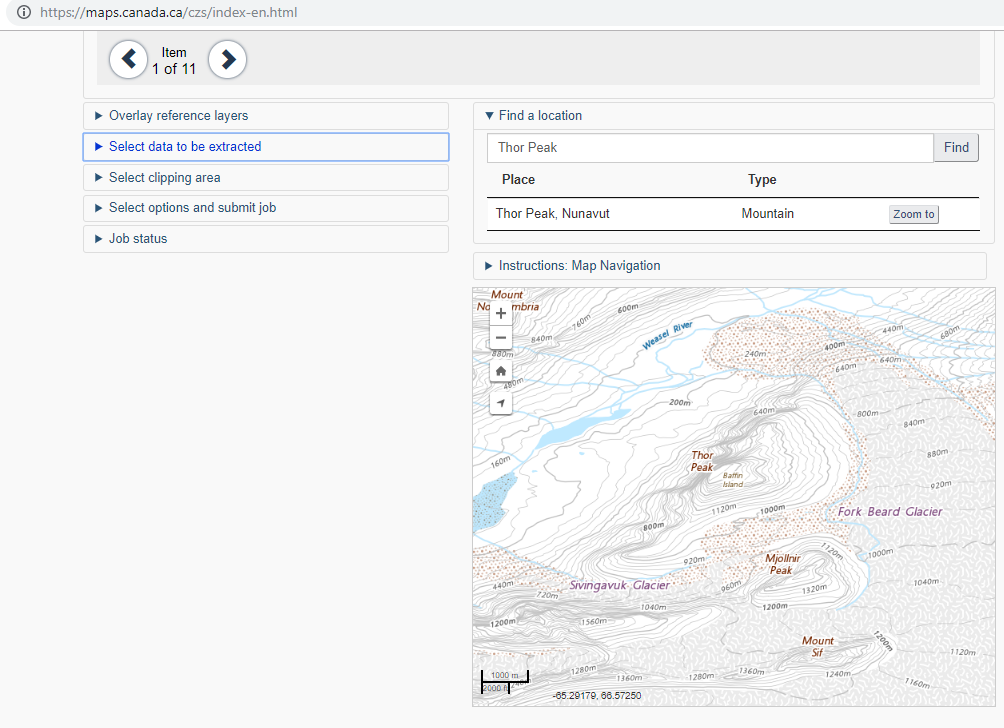 https://maps.canada.ca/czs/index-en.html
Item
1 of 11
Overlay reference layers
Select data to be extracted
Select clipping area
Select options and submit job
Job status
Find a location
Thor Peak
Find
Place Type
Thor Peak, Nunavut Mountain Zoom to
Instructions: Map Navigation
Mount
600m
760m
840m
880m
480m
Weasel River
240m
400m
440m
680m
640m
640m
200m
640m
800m
840m
160m
Thor
Peak
Baffin
Island
880m
920m
1120m
1000m
Fork Beard Glacier
800m
920m
1120m
1000m
Mjollnir
Peak
440m
720m
Sivingavuk Glacier
960m
1320m
1040m
1040m
1200m
1200m
1560m
Mount
Sif
1200m
1120m
1280m
1360m
1280m
1360m
1240m
1160m
1000 m
2000 ft
-65.29179, 66.57250